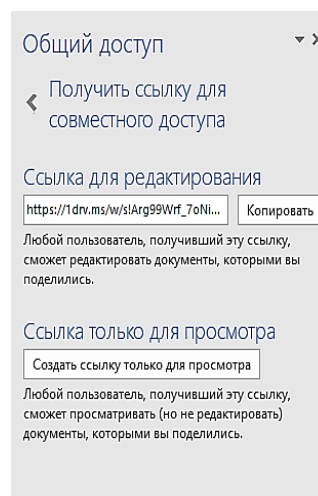 Общий доступ
Получить ссылку для
совместного доступа
Ссылка для редактирования
https://1drv.ms/w/s!Arg99Wrf_7oNi...
Копировать
Любой пользователь, получивший эту ссылку,
сможет редактировать документы, которыми вы
поделились.
Ссылка только для просмотра
Создать ссылку только для просмотра
Любой пользователь, получивший эту ссылку,
сможет просматривать (но не редактировать)
документы, которыми вы поделились.